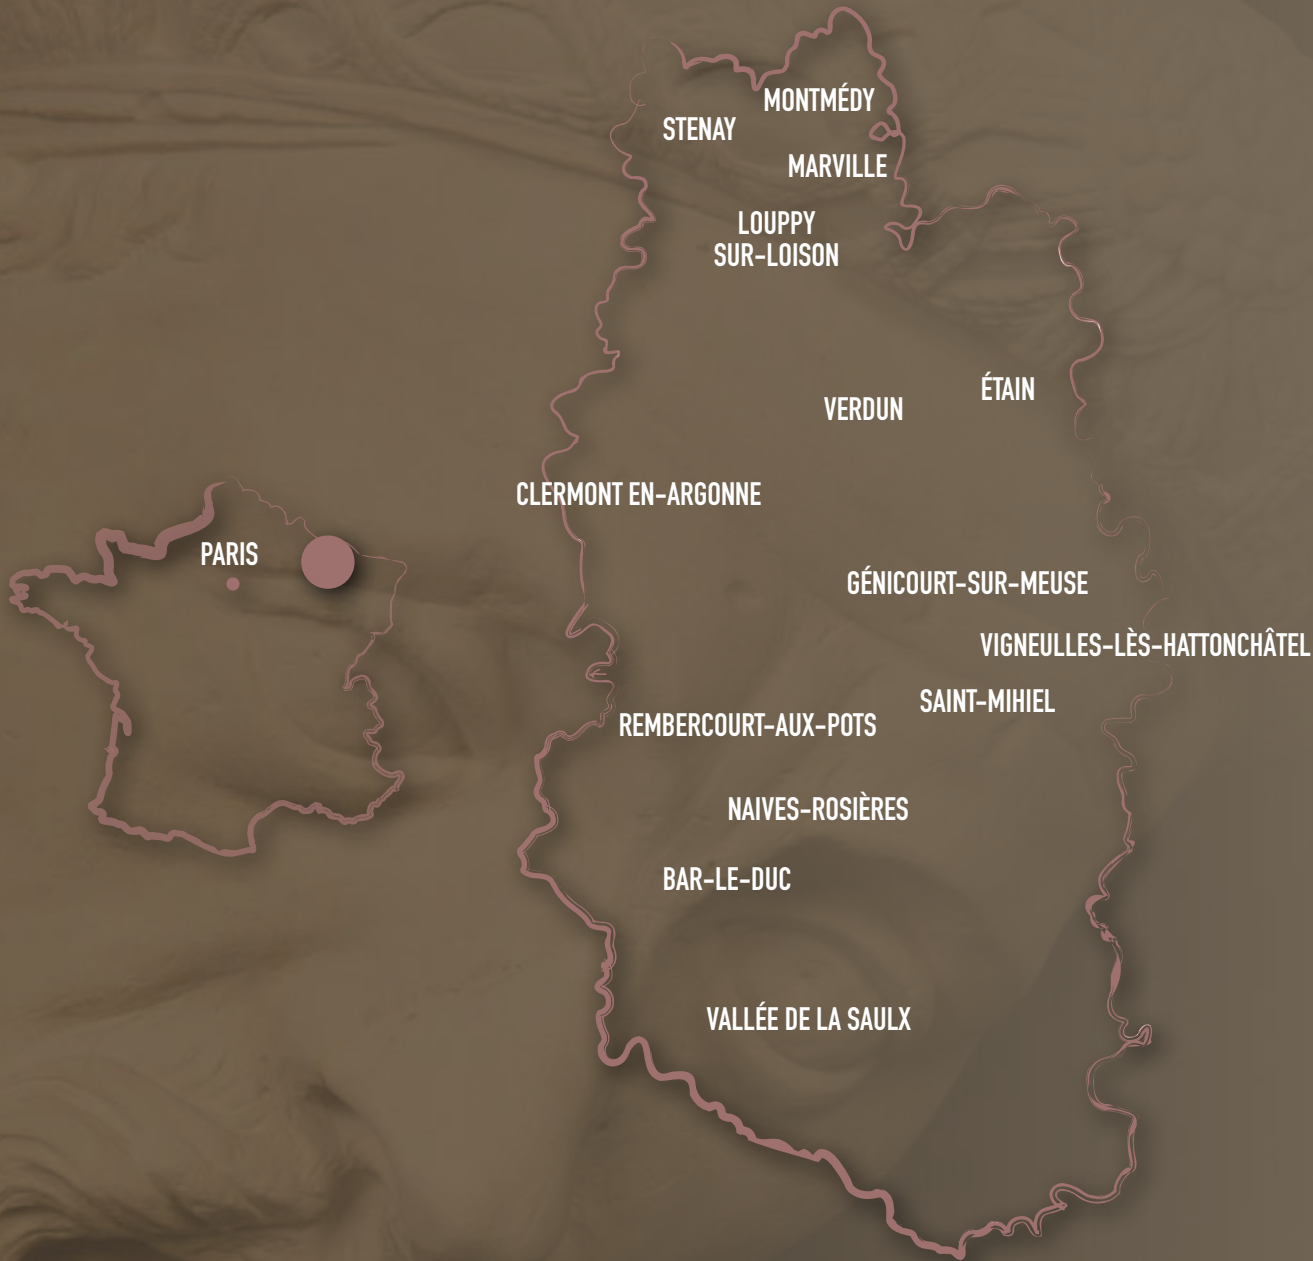 MONTMÉDY
STENAY
MARVILLE
LOUPPY
SUR-LOISON
ÉTAIN
VERDUN
CLERMONT EN-ARGONNE
PARIS
GÉNICOURT-SUR-MEUSE
VIGNEULLES-LÈS-HATTONCHÂTEL
SAINT-MIHIEL
REMBERCOURT-AUX-POTS
NAIVES-ROSIÈRES
BAR-LE-DUC
VALLÉE DE LA SAULX